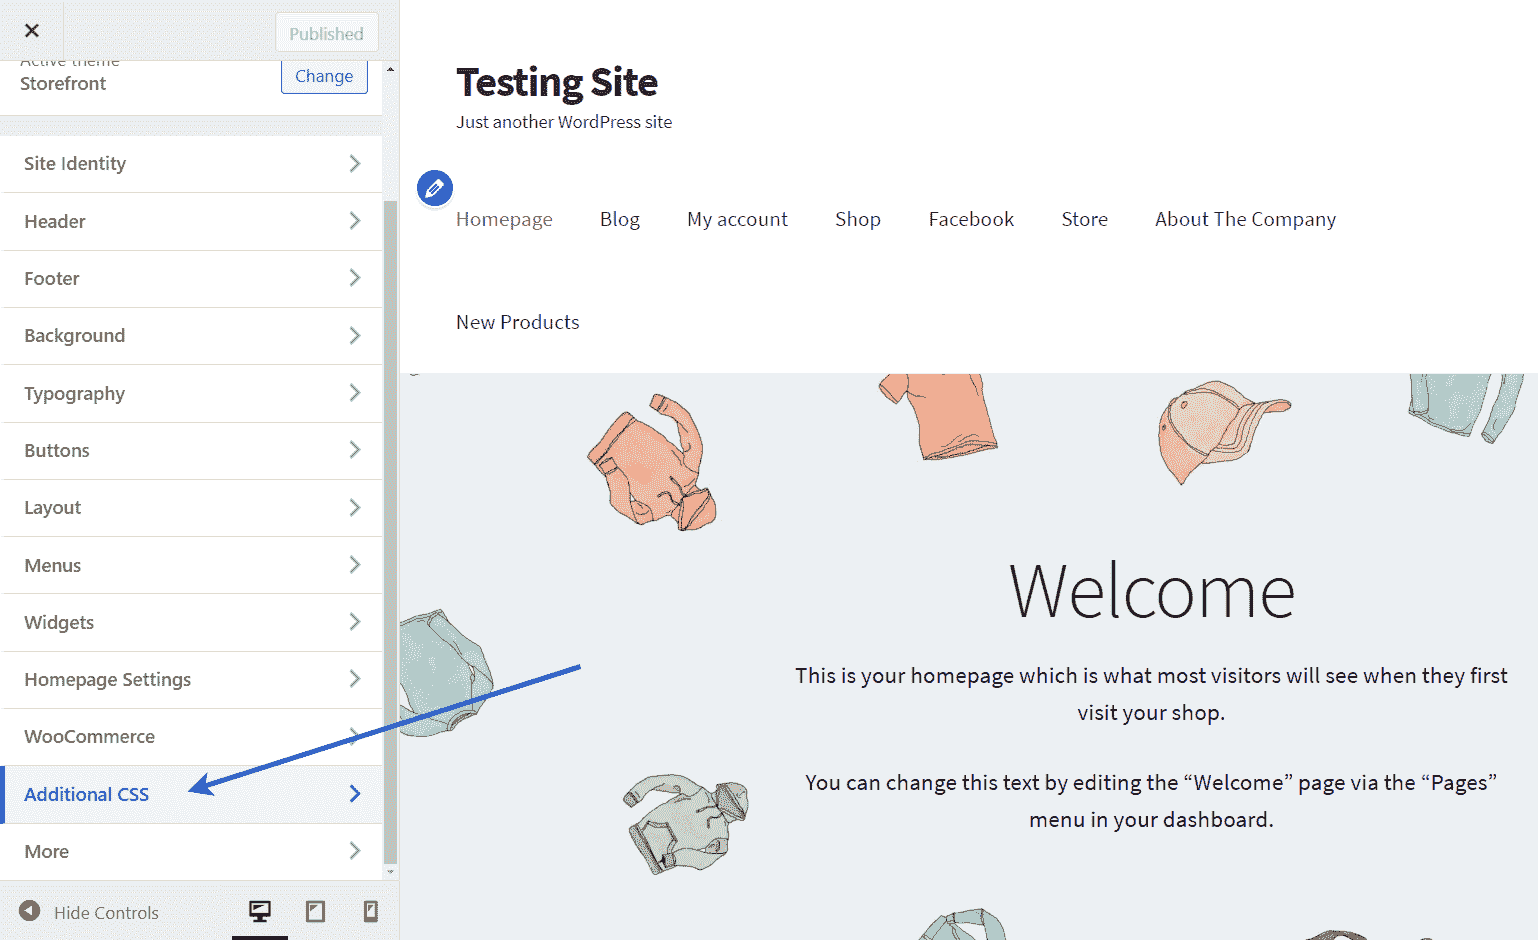 Published
Active theme
Storefront
Change
Site Identity
Header
Footer
Background
Typography
Buttons
Layout
Menus
Widgets
Homepage Settings
WooCommerce
Additional CSS
More
Hide Controls
Testing Site
Just another WordPress site
Homepage Blog My account Shop Facebook Store About The Company
New Products
Welcome
This is your homepage which is what most visitors will see when they first
visit your shop.
You can change this text by editing the “Welcome” page via the “Pages”
menu in your dashboard.